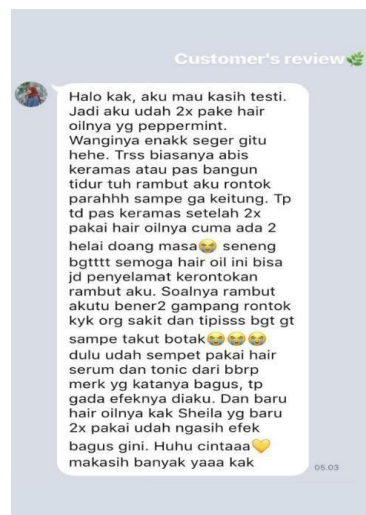 Customer's review🌿
Halo kak, aku mau kasih testi.
Jadi aku udah 2x pake hair
oilnya yg peppermint.
Wanginya enakk seger gitu
hehe. Trss biasanya abis
keramas atau pas bangun
tidur tuh rambut aku rontok
parahhh sampe ga keitung. Tp
td pas keramas setelah 2x
pakai hair oilnya cuma ada 2
helai doang masa😭 seneng
bgtttt semoga hair oil ini bisa
jd penyelamat kerontokan
rambut aku. Soalnya rambut
akutu bener2 gampang rontok
kyk org sakit dan tipisss bgt gt
sampe takut botak😭😭😭
dulu udah sempet pakai hair
serum dan tonic dari bbrp
merk yg katanya bagus, tp
gada efeknya diaku. Dan baru
hair oilnya kak Sheila yg baru
2x pakai udah ngasih efek
bagus gini. Huhu cintaaa💛
makasih banyak yaaa kak
05.03